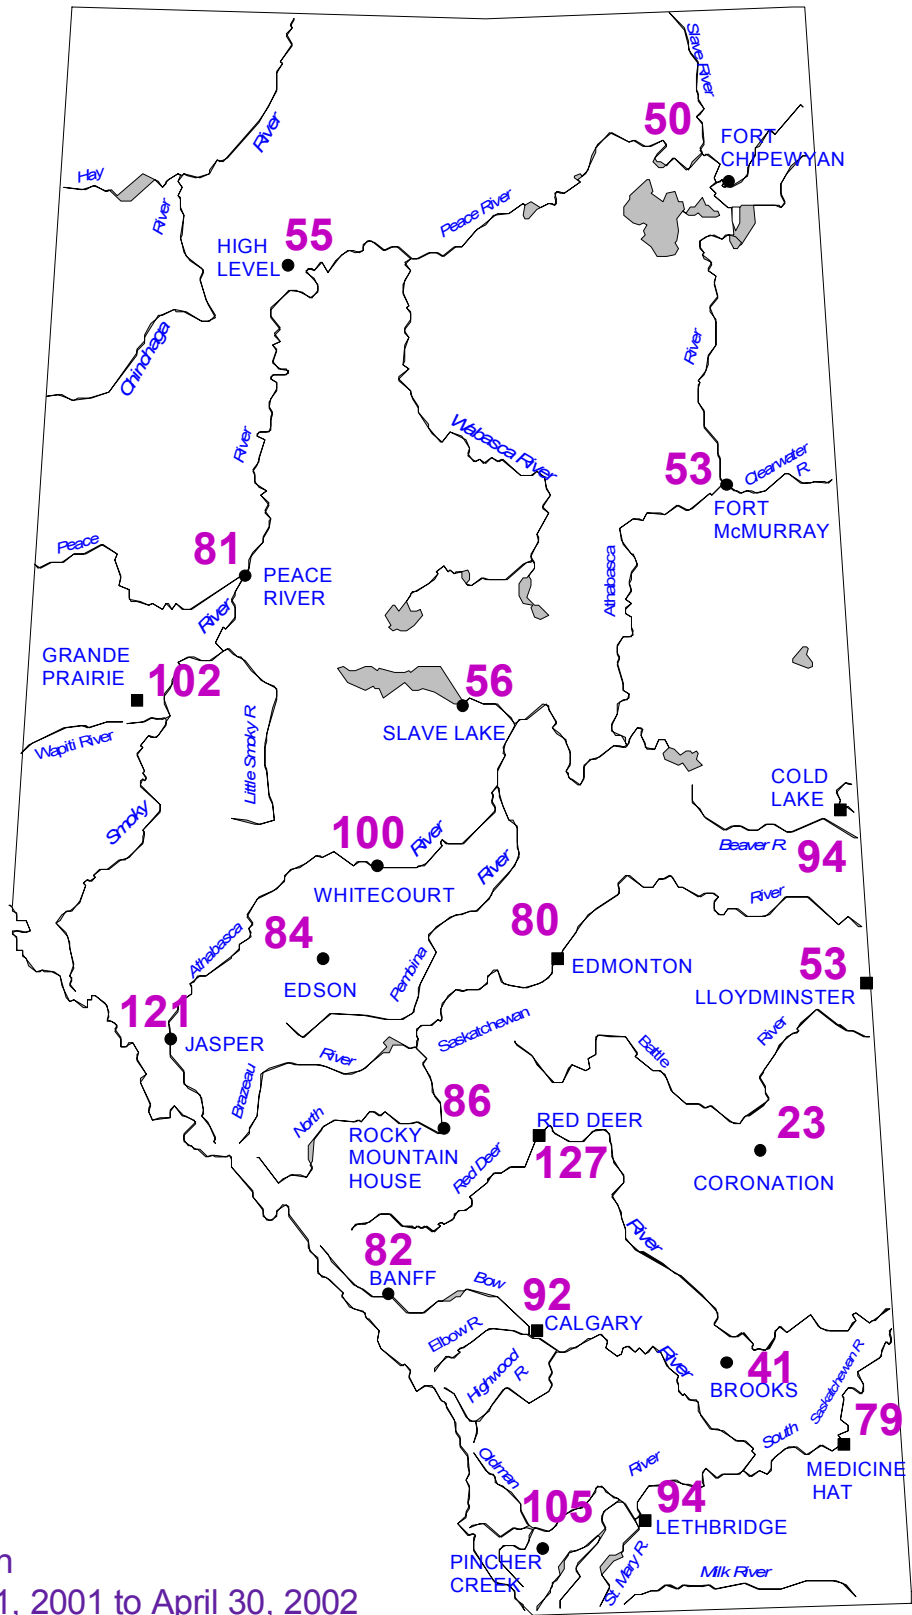 Slave River
50
FORT
CHIPEWYAN
River
Hay
River
Peace River
55
HIGH
LEVEL
Chinchaga
River
River
Wabasca River
53
Clearwater
R.
FORT
McMURRAY
Peace
81
PEACE
RIVER
River
Athabasca
GRANDE
PRAIRIE
102
56
SLAVE LAKE
Wapiti River
Little Smoky R
Smoky
COLD
LAKE
Beaver R.
94
100
River
WHITECOURT
River
River
84
EDSON
Athabasca
Pembina
80
EDMONTON
53
LLOYDMINSTER
121
JASPER
Saskatchewan
River
Brazeau
Battle
River
North
86
ROCKY
MOUNTAIN
HOUSE
RED DEER
127
Red Deer
23
CORONATION
River
82
BANFF
Bow
92
CALGARY
Elbow R.
Highwood
R.
River
41
BROOKS
Saskatchewan R
South
79
MEDICINE
HAT
Oldman
River
105
94
LETHBRIDGE
PINCHER
CREEK
St. Mary R.
Milk River
n
1, 2001 to April 30, 2002